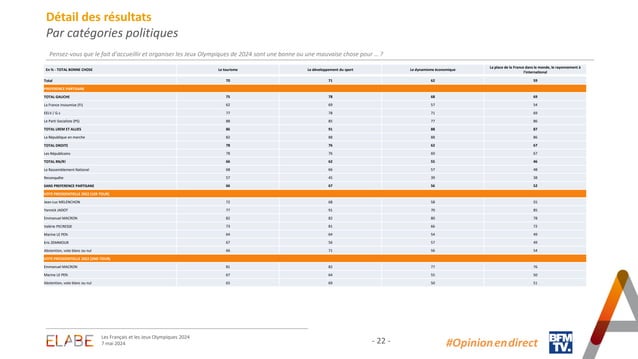 Détail des résultats
Par catégories politiques
Pensez-vous que le fait d'accueillir et organiser les Jeux Olympiques de 2024 sont une bonne ou une mauvaise chose pour ... ?
En % - TOTAL BONNE CHOSE Le tourisme Le développement du sport Le dynamisme économique La place de la France dans le monde, le rayonnement à l'international
Total 70 71 62 59
PREFERENCE PARTISANE
TOTAL GAUCHE 75 78 68 69
La France Insoumise (FI) 62 69 57 54
EELV / G.s 77 78 71 69
Le Parti Socialiste (PS) 88 85 77 86
TOTAL LREM ET ALLIES 86 91 88 87
La République en marche 82 88 88 86
TOTAL DROITE 78 76 62 67
Les Républicains 78 76 60 67
TOTAL RN/R! 66 62 55 46
Le Rassemblement National 68 66 57 48
Reconquête 57 45 39 38
SANS PREFERENCE PARTISANE 66 67 56 52
VOTE PRESIDENTIELLE 2022 (1ER TOUR)
Jean-Luc MELENCHON 72 68 58 55
Yannick JADOT 77 91 79 81
Emmanuel MACRON 82 82 80 78
Valérie PECRESSE 73 81 66 72
Marine LE PEN 64 64 54 49
Eric ZEMMOUR 67 56 57 49
Abstention, vote blanc ou nul 66 71 56 54
VOTE PRESIDENTIELLE 2022 (2ND TOUR)
Emmanuel MACRON 81 82 77 76
Marine LE PEN 67 64 55 50
Abstention, vote blanc ou nul 65 69 50 51
ELABE
Les Français et les Jeux Olympiques 2024
7 mai 2024
- 22 -
#Opinionendirect
BFM
TV.